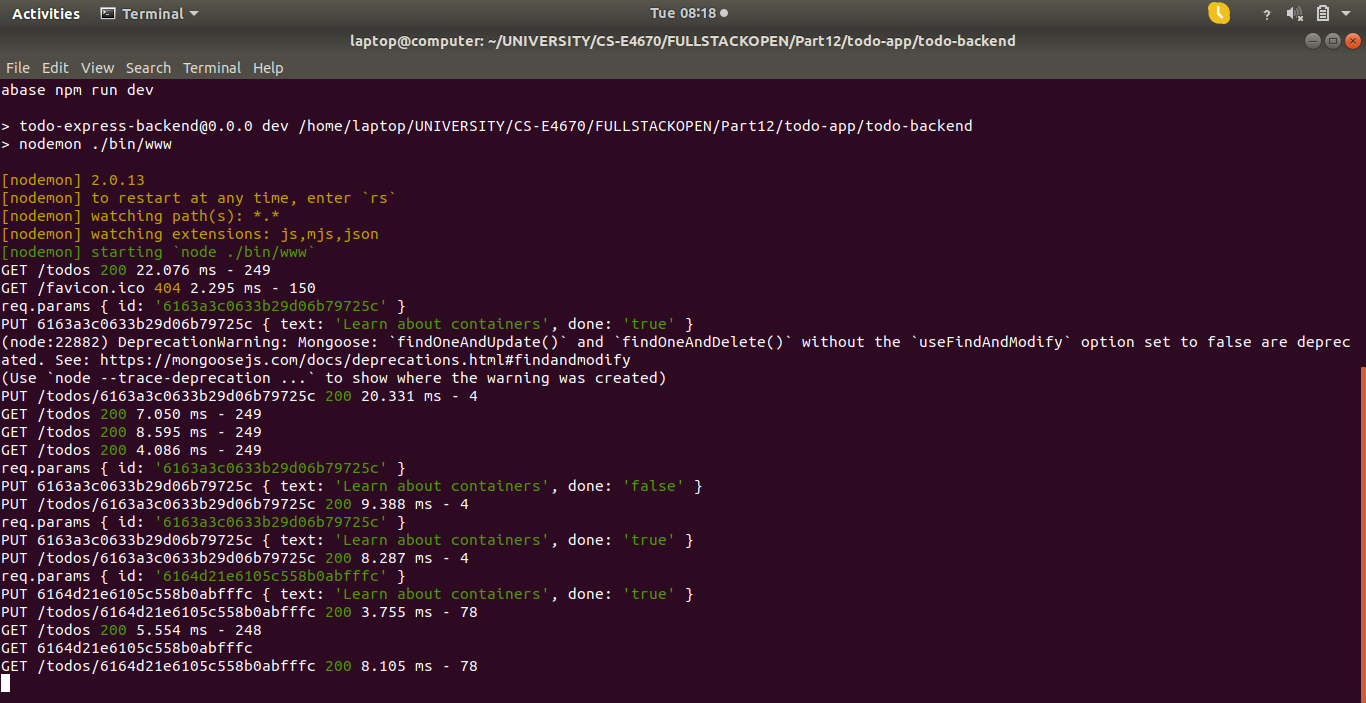 Activities Terminal Tue 08:18 ?
laptop@computer: ~/UNIVERSITY/CS-E4670/FULLSTACKOPEN/Part12/todo-app/todo-backend
File Edit View Search Terminal Help
abase npm run dev
> todo-express-backend@0.0.0 dev /home/laptop/UNIVERSITY/CS-E4670/FULLSTACKOPEN/Part12/todo-app/todo-backend
> nodemon ./bin/www
[nodemon] 2.0.13
[nodemon] to restart at any time, enter `rs`
[nodemon] watching path(s): *.*
[nodemon] watching extensions: js,mjs,json
[nodemon] starting `node ./bin/www`
GET /todos 200 22.076 ms - 249
GET /favicon.ico 404 2.295 ms - 150
req.params { id: '6163a3c0633b29d06b79725c' }
PUT 6163a3c0633b29d06b79725c { text: 'Learn about containers', done: 'true' }
(node:22882) DeprecationWarning: Mongoose: `findOneAndUpdate()` and `findOneAndDelete()` without the `useFindAndModify` option set to false are deprec
ated. See: https://mongoosejs.com/docs/deprecations.html#findandmodify
(Use `node --trace-deprecation ...` to show where the warning was created)
PUT /todos/6163a3c0633b29d06b79725c 200 20.331 ms - 4
GET /todos 200 7.050 ms - 249
GET /todos 200 8.595 ms - 249
GET /todos 200 4.086 ms - 249
req.params { id: '6163a3c0633b29d06b79725c' }
PUT 6163a3c0633b29d06b79725c { text: 'Learn about containers', done: 'false' }
PUT /todos/6163a3c0633b29d06b79725c 200 9.388 ms - 4
req.params { id: '6163a3c0633b29d06b79725c' }
PUT 6163a3c0633b29d06b79725c { text: 'Learn about containers', done: 'true' }
PUT /todos/6163a3c0633b29d06b79725c 200 8.287 ms - 4
req.params { id: '6164d21e6105c558b0abfffc' }
PUT 6164d21e6105c558b0abfffc { text: 'Learn about containers', done: 'true' }
PUT /todos/6164d21e6105c558b0abfffc 200 3.755 ms - 78
GET /todos 200 5.554 ms - 248
GET 6164d21e6105c558b0abfffc
GET /todos/6164d21e6105c558b0abfffc 200 8.105 ms - 78